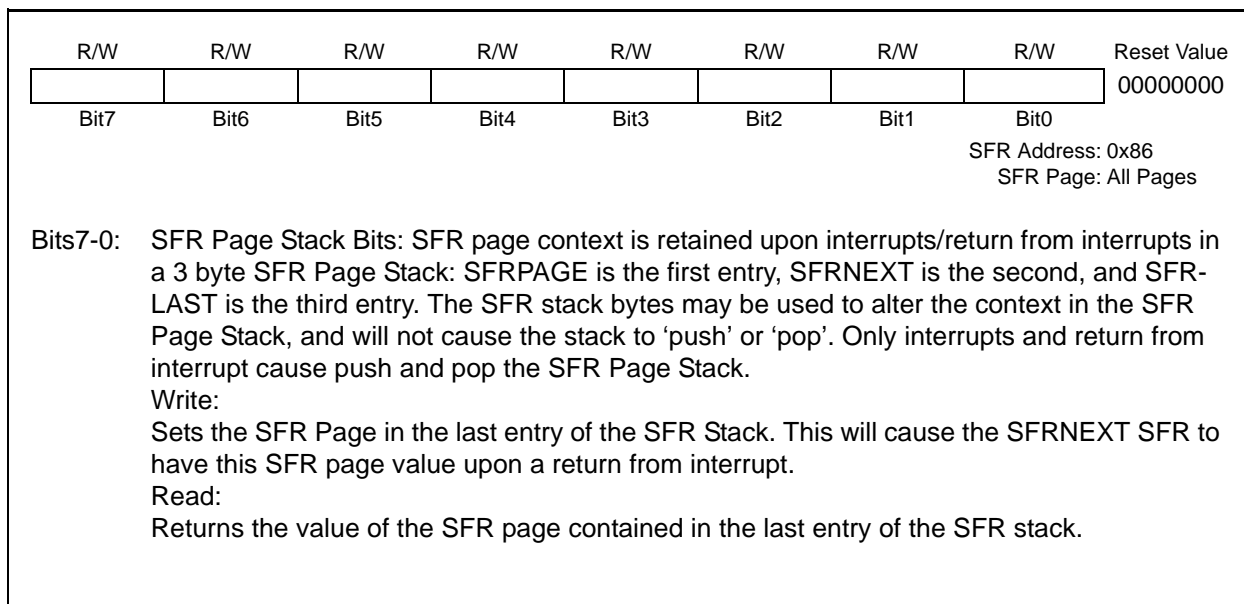 R/W R/W R/W R/W R/W R/W R/W R/W Reset Value
00000000
Bit7 Bit6 Bit5 Bit4 Bit3 Bit2 Bit1 Bit0
SFR Address: 0x86
SFR Page: All Pages
Bits7-0: SFR Page Stack Bits: SFR page context is retained upon interrupts/return from interrupts in
a 3 byte SFR Page Stack: SFRPAGE is the first entry, SFRNEXT is the second, and SFR-
LAST is the third entry. The SFR stack bytes may be used to alter the context in the SFR
Page Stack, and will not cause the stack to ‘push’ or ‘pop’. Only interrupts and return from
interrupt cause push and pop the SFR Page Stack.
Write:
Sets the SFR Page in the last entry of the SFR Stack. This will cause the SFRNEXT SFR to
have this SFR page value upon a return from interrupt.
Read:
Returns the value of the SFR page contained in the last entry of the SFR stack.